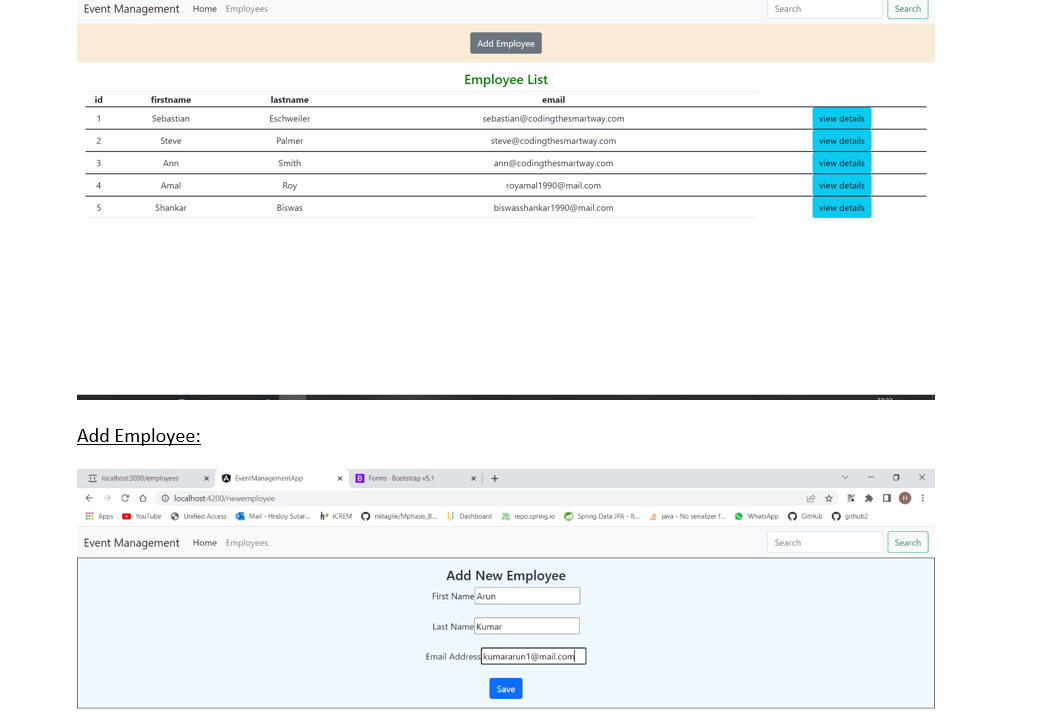 Event Management Home Employees Search Search
Add Employee
Employee List
id firstname lastname email
1 Sebastian Eschweiler sebastian@codingthesmartway.com view details
2 Steve Palmer steve@codingthesmartway.com view details
3 Ann Smith ann@codingthesmartway.com view details
4 Amal Roy royamal1990@mail.com view details
5 Shankar Biswas biswasshankar1990@mail.com view details
Add Employee:
localhost:3000/employees EventManagementApp Forms · Bootstrap v5.1
localhost:4200/newemployee H
Apps YouTube Unified Access Mail - Hridoy Sutar... iCREM niitagile/Mphasis_B... Dashboard repo.spring.io Spring Data JPA - R... java - No serializer f... WhatsApp GitHub github2
Event Management Home Employees Search Search
Add New Employee
First Name Arun
Last Name Kumar
Email Address kumararun1@mail.com
Save